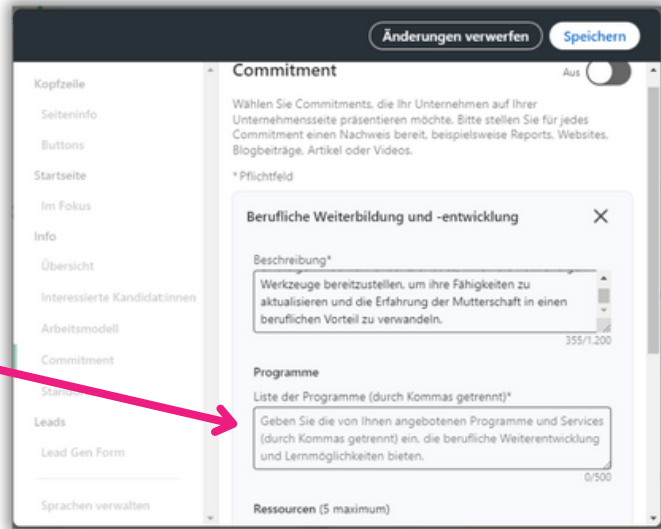 Änderungen verwerfen
Speichern
Kopfzeile
Seiteninfo
Buttons
Startseite
Im Fokus
Info
Übersicht
Interessierte Kandidat:innen
Arbeitsmodell
Commitment
Leads
Lead Gen Form
Sprachen verwalten
Commitment
Aus
Wählen Sie Commitments, die Ihr Unternehmen auf Ihrer
Unternehmensseite präsentieren möchte. Bitte stellen Sie für jedes
Commitment einen Nachweis bereit, beispielsweise Reports, Websites,
Blogbeiträge, Artikel oder Videos.
* Pflichtfeld
Berufliche Weiterbildung und -entwicklung
Beschreibung*
Werkzeuge bereitzustellen, um ihre Fähigkeiten zu
aktualisieren und die Erfahrung der Mutterschaft in einen
beruflichen Vorteil zu verwandeln.
355/1.200
Programme
Liste der Programme (durch Kommas getrennt)*
Geben Sie die von Ihnen angebotenen Programme und Services
(durch Kommas getrennt) ein, die berufliche Weiterentwicklung
und Lernmöglichkeiten bieten.
0/500
Ressourcen (5 maximum)